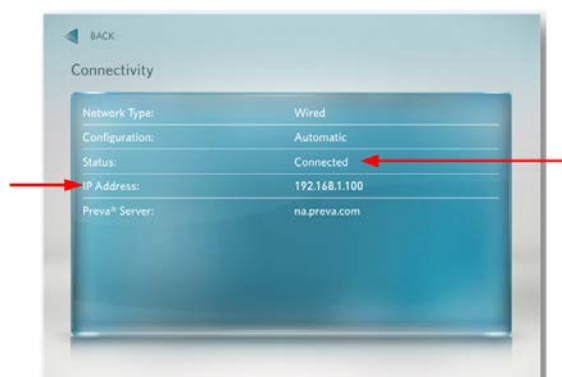 BACK
Connectivity
Network Type: Wired
Configuration: Automatic
Status: Connected
IP Address: 192.168.1.100
Preva® Server: na.preva.com